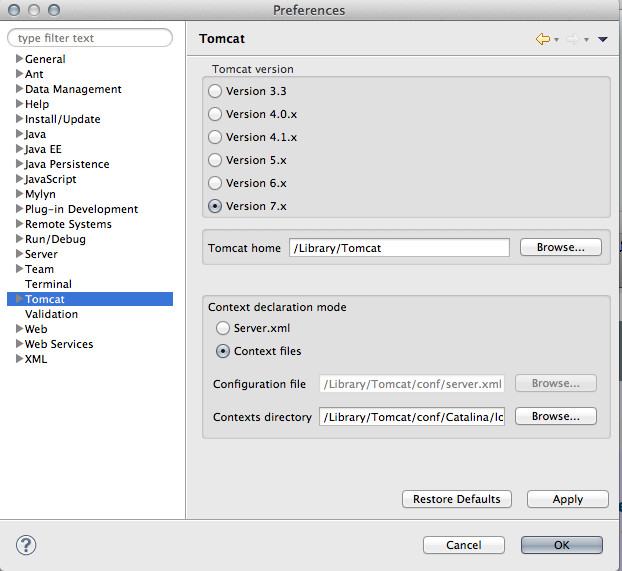 Preferences
type filter text
General
Ant
Data Management
Help
Install/Update
Java
Java EE
Java Persistence
JavaScript
Mylyn
Plug-in Development
Remote Systems
Run/Debug
Server
Team
Terminal
Tomcat
Validation
Web
Web Services
XML
Tomcat
Tomcat version
Version 3.3
Version 4.0.x
Version 4.1.x
Version 5.x
Version 6.x
Version 7.x
Tomcat home /Library/Tomcat Browse...
Context declaration mode
Server.xml
Context files
Configuration file /Library/Tomcat/conf/server.xml Browse...
Contexts directory /Library/Tomcat/conf/Catalina/lo Browse...
Restore Defaults Apply
? Cancel OK